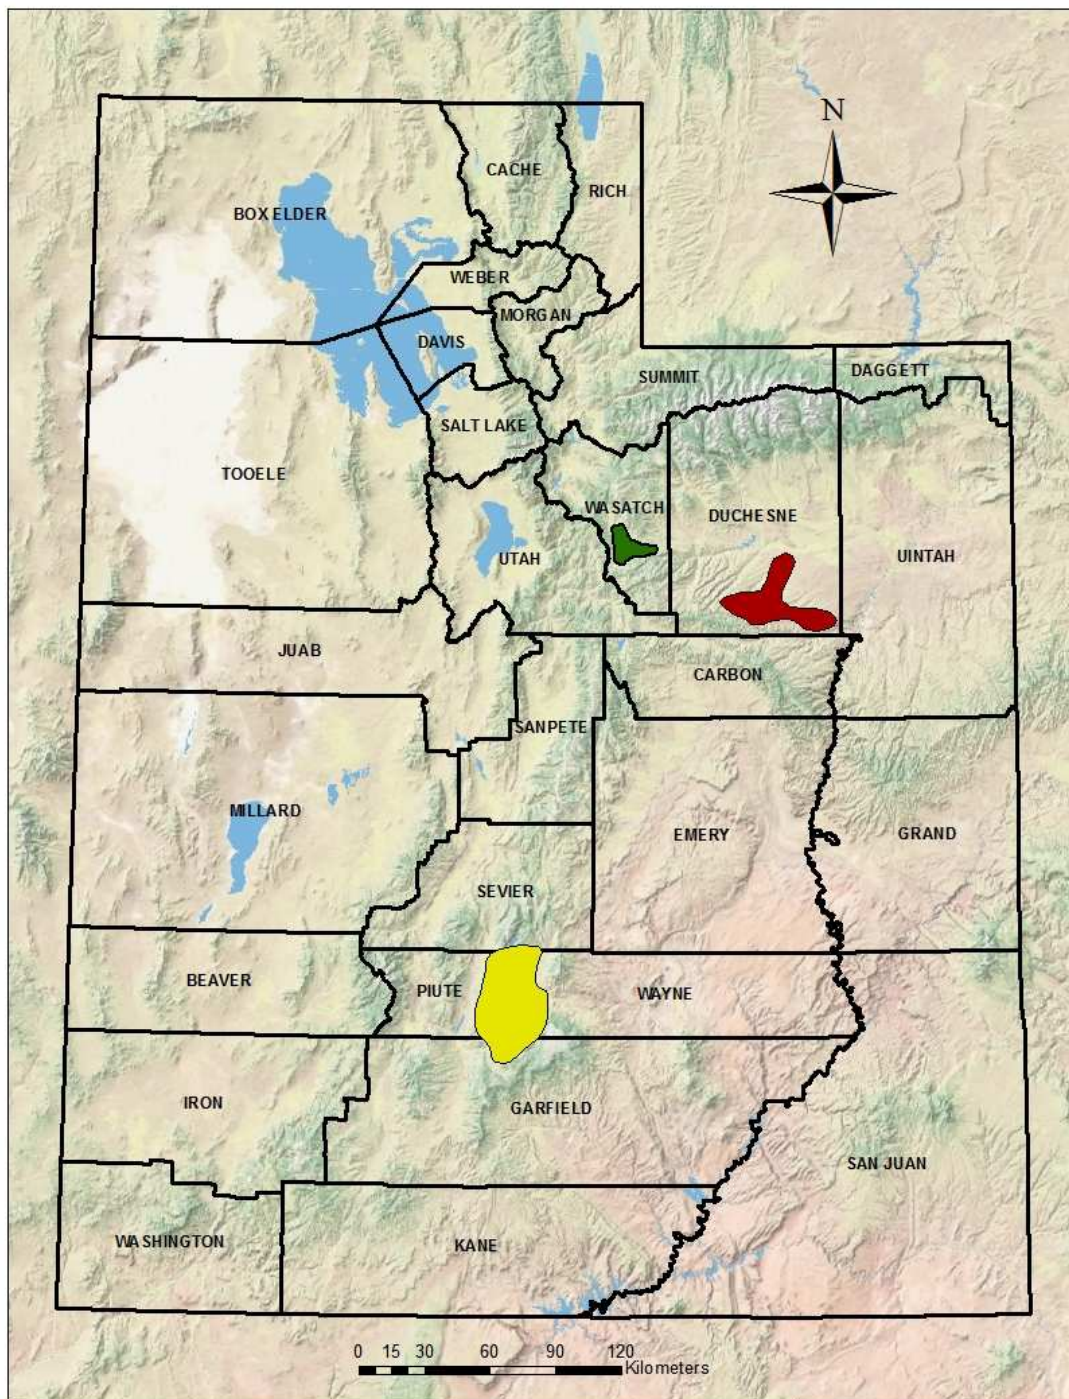 N
CACHE
RICH
BOX ELDER
WEBER
MORGAN
DAVIS
DAGGETT
SUMMIT
SALT LAKE
TOOELE
WASATCH
DUCHESNE
UTAH
UINTAH
JUAB
CARBON
SANPETE
MILLARD
EMERY
GRAND
SEVIER
BEAVER
PIUTE
WAYNE
IRON
GARFIELD
SAN JUAN
WASHINGTON
KANE
0 15 30 60 90 120
Kilometers